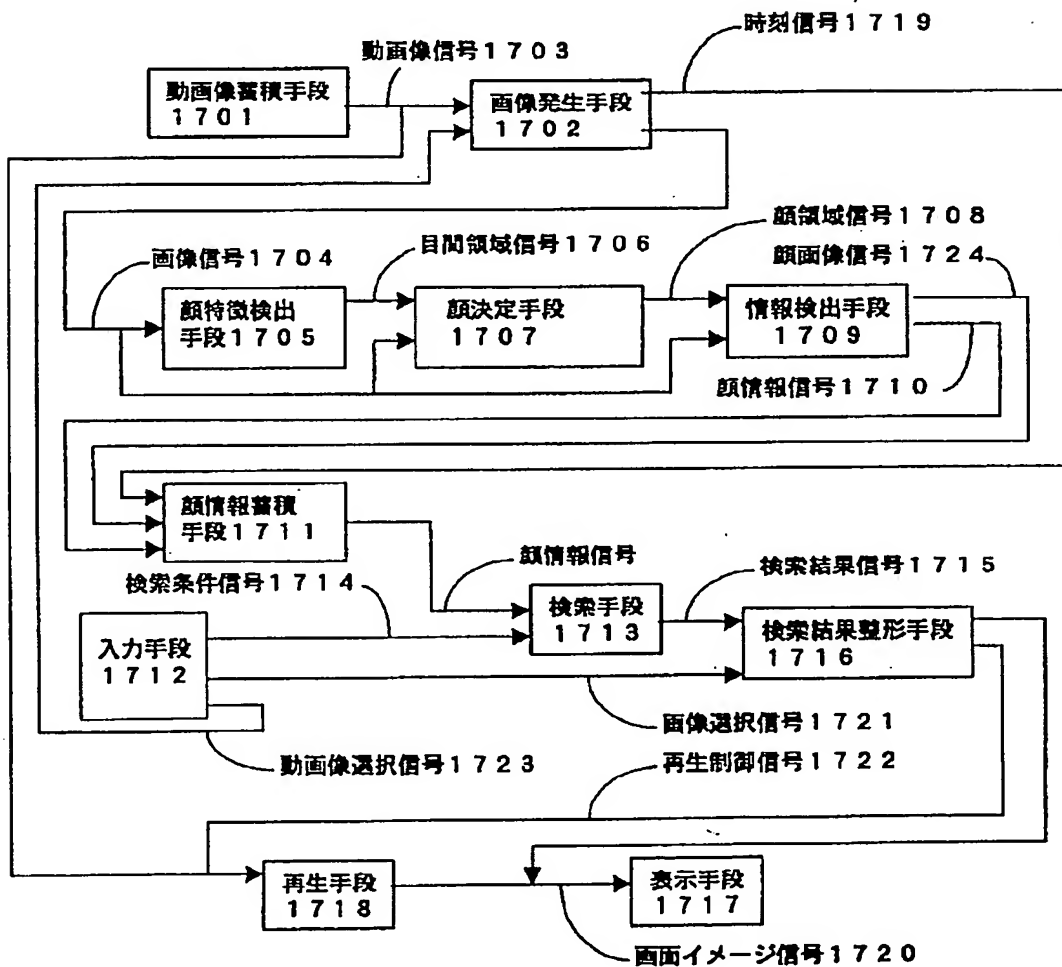 時刻信号１７１９
動画像信号１７０３
動画像蓄積手段
１７０１
画像発生手段
１７０２
顔領域信号１７０８
目間領域信号１７０６
画像信号１７０４
顔画像信号１７２４
顔特徴検出
手段１７０５
顔決定手段
１７０７
情報検出手段
１７０９
顔情報信号１７１０
顔情報蓄積
手段１７１１
顔情報信号
検索結果信号１７１５
検索条件信号１７１４
検索手段
１７１３
入力手段
１７１２
検索結果整形手段
１７１６
画像選択信号１７２１
動画像選択信号１７２３
再生制御信号１７２２
再生手段
１７１８
表示手段
１７１７
画面イメージ信号１７２０